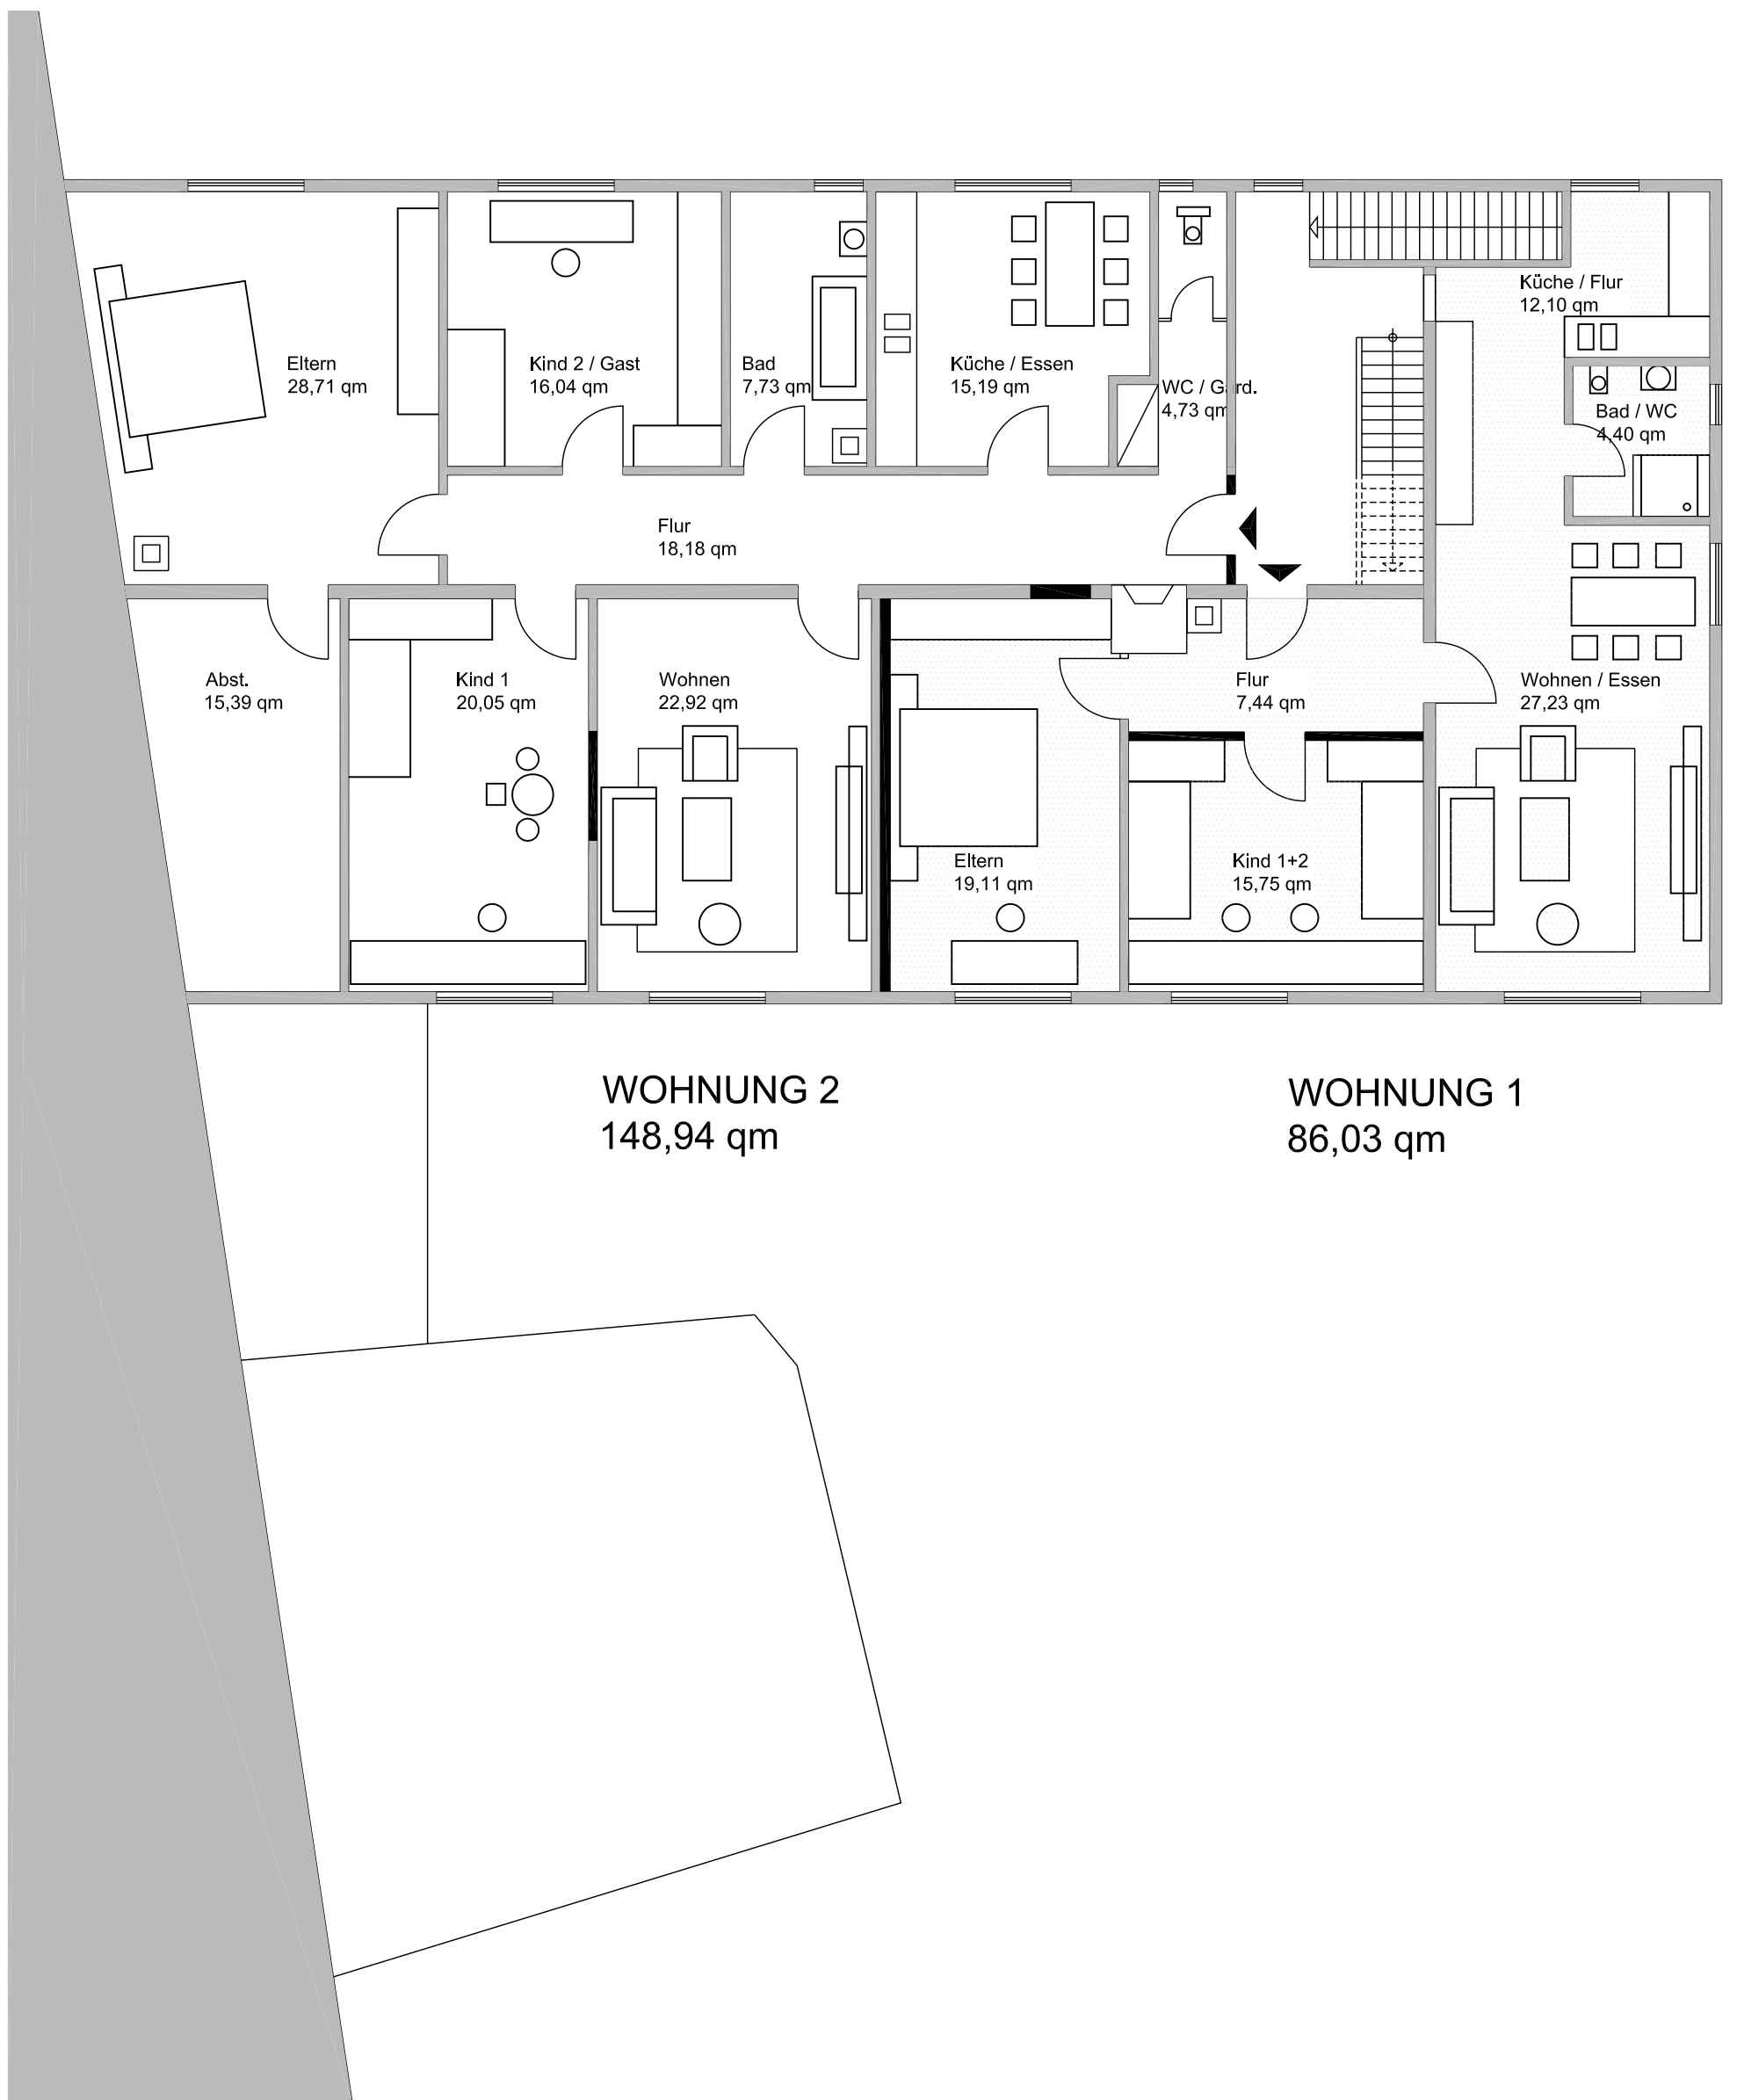 Küche / Flur
12,10 qm
Eltern
28,71 qm
Kind 2 / Gast
16,04 qm
Bad
7,73 qm
Küche / Essen
15,19 qm
WC / Gard.
4,73 qm
Bad / WC
4,40 qm
Flur
18,18 qm
Abst.
15,39 qm
Kind 1
20,05 qm
Wohnen
22,92 qm
Flur
7,44 qm
Wohnen / Essen
27,23 qm
Eltern
19,11 qm
Kind 1+2
15,75 qm
WOHNUNG 2
148,94 qm
WOHNUNG 1
86,03 qm